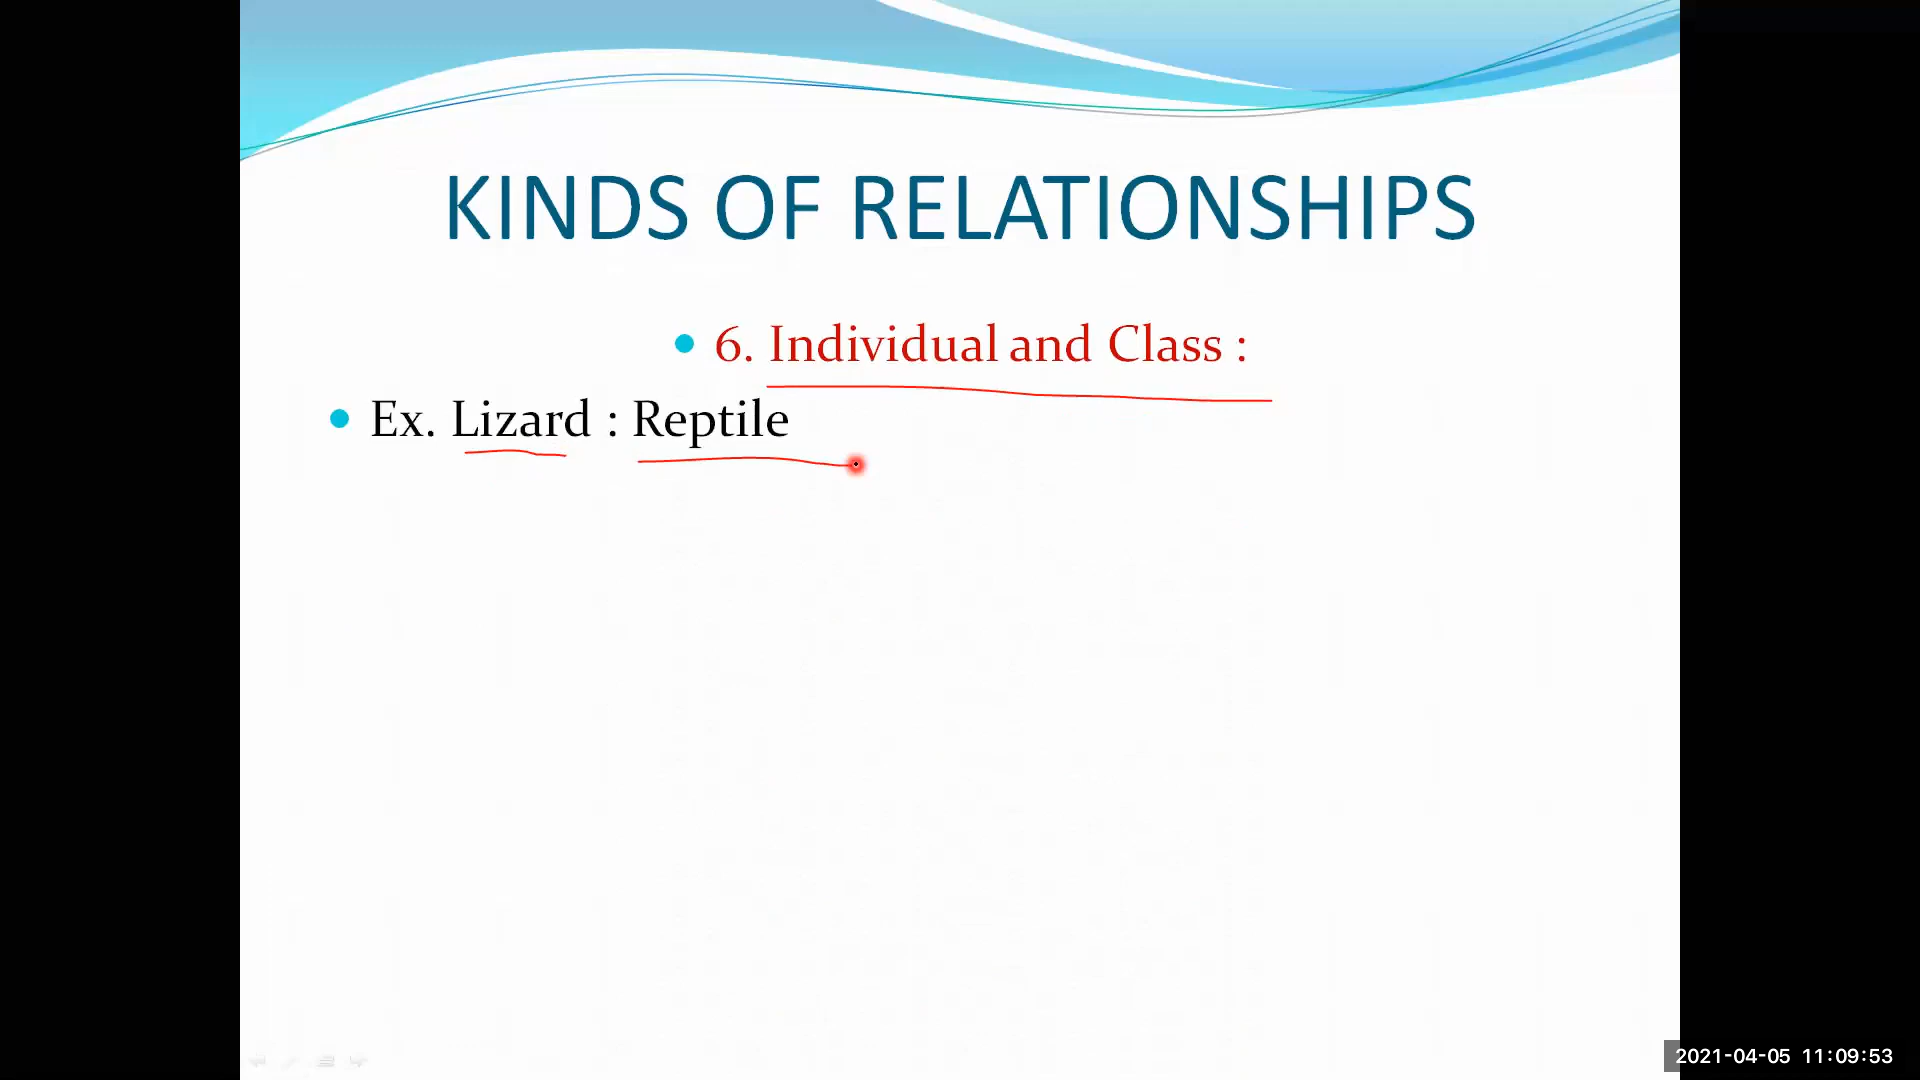 KINDS OF RELATIONSHIPS
6. Individual and Class :
Ex. Lizard : Reptile
2021-04-05 11:09:53